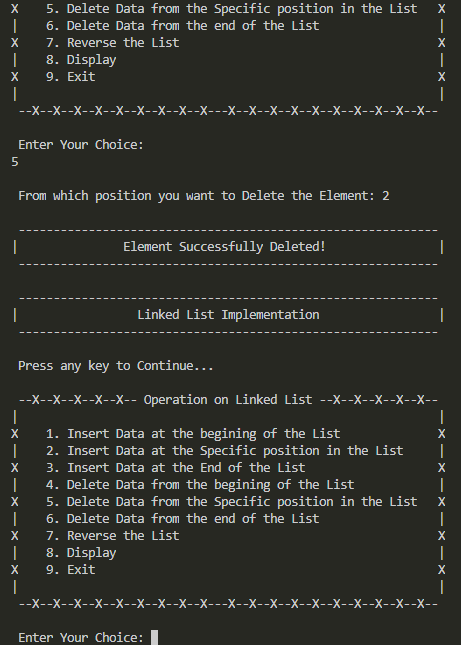 X    5. Delete Data from the Specific position in the List   X
|    6. Delete Data from the end of the List                 |
X    7. Reverse the List                                     X
|    8. Display                                              |
X    9. Exit                                                 X
|                                                            |
 --X--X--X--X--X--X--X--X--X---X--X--X--X--X--X--X--X--X--X--

 Enter Your Choice:
5

 From which position you want to Delete the Element: 2

 ------------------------------------------------------------
|               Element Successfully Deleted!                |
 ------------------------------------------------------------

 ------------------------------------------------------------
|                 Linked List Implementation                 |
 ------------------------------------------------------------

 Press any key to Continue...

 --X--X--X--X--X-- Operation on Linked List --X--X--X--X--X--
|                                                            |
X    1. Insert Data at the begining of the List              X
|    2. Insert Data at the Specific position in the List     |
X    3. Insert Data at the End of the List                   X
|    4. Delete Data from the begining of the List            |
X    5. Delete Data from the Specific position in the List   X
|    6. Delete Data from the end of the List                 |
X    7. Reverse the List                                     X
|    8. Display                                              |
X    9. Exit                                                 X
|                                                            |
 --X--X--X--X--X--X--X--X--X---X--X--X--X--X--X--X--X--X--X--

 Enter Your Choice: